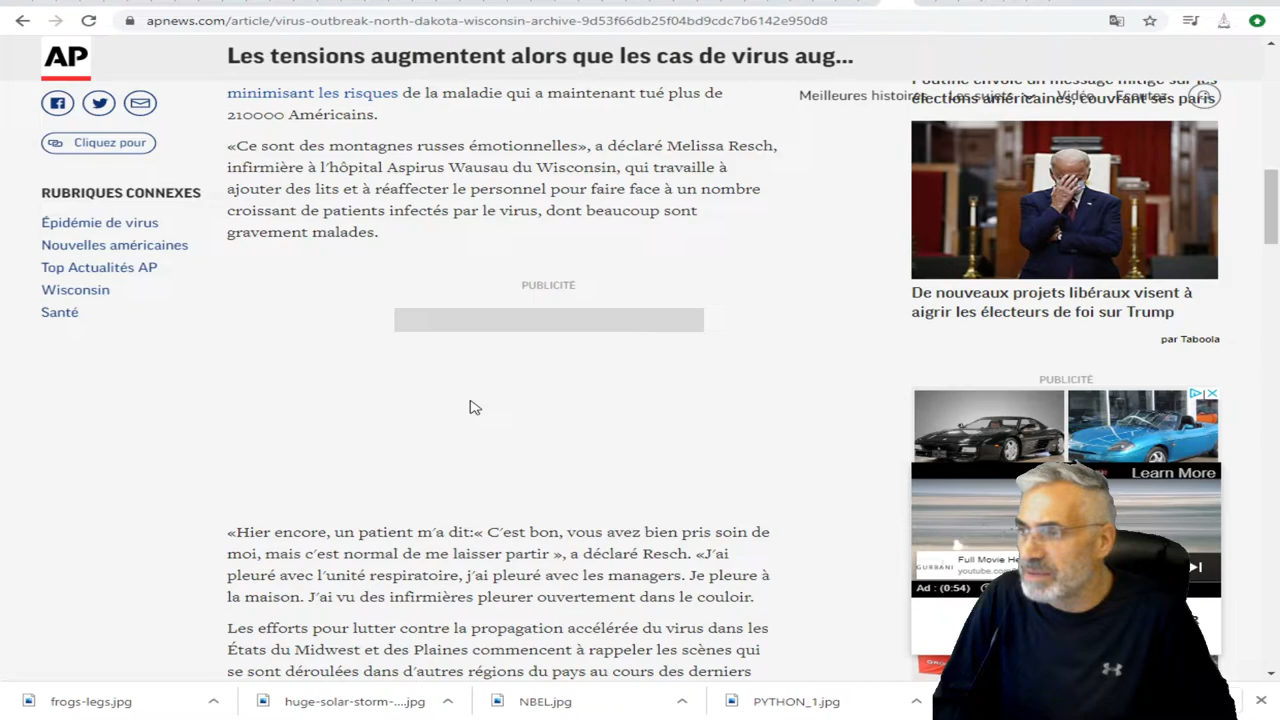 apnews.com/article/virus-outbreak-north-dakota-wisconsin-archive-9d53f66db25f04bd9cdc7b6142e950d8
AP
Les tensions augmentent alors que les cas de virus aug...
Meilleures histoires
Vidéo
élections américaines, couvrant ses paris
minimisant les risques de la maladie qui a maintenant tué plus de
210000 Américains.
Cliquez pour
«Ce sont des montagnes russes émotionnelles», a déclaré Melissa Resch,
infirmière à l'hôpital Aspirus Wausau du Wisconsin, qui travaille à
ajouter des lits et à réaffecter le personnel pour faire face à un nombre
croissant de patients infectés par le virus, dont beaucoup sont
gravement malades.
RUBRIQUES CONNEXES
Épidémie de virus
Nouvelles américaines
Top Actualités AP
Wisconsin
Santé
PUBLICITÉ
De nouveaux projets libéraux visent à
aigrir les électeurs de foi sur Trump
par Taboola
PUBLICITÉ
Learn More
GURBANI
Full Movie
youtube.com
Ad : (0:54)
«Hier encore, un patient m'a dit:« C'est bon, vous avez bien pris soin de
moi, mais c'est normal de me laisser partir », a déclaré Resch. «J'ai
pleuré avec l'unité respiratoire, j'ai pleuré avec les managers. Je pleure à
la maison. J'ai vu des infirmières pleurer ouvertement dans le couloir.
Les efforts pour lutter contre la propagation accélérée du virus dans les
États du Midwest et des Plaines commencent à rappeler les scènes qui
se sont déroulées dans d'autres régions du pays au cours des derniers
frogs-legs.jpg
huge-solar-storm-....jpg
NBEL.jpg
PYTHON_1.jpg